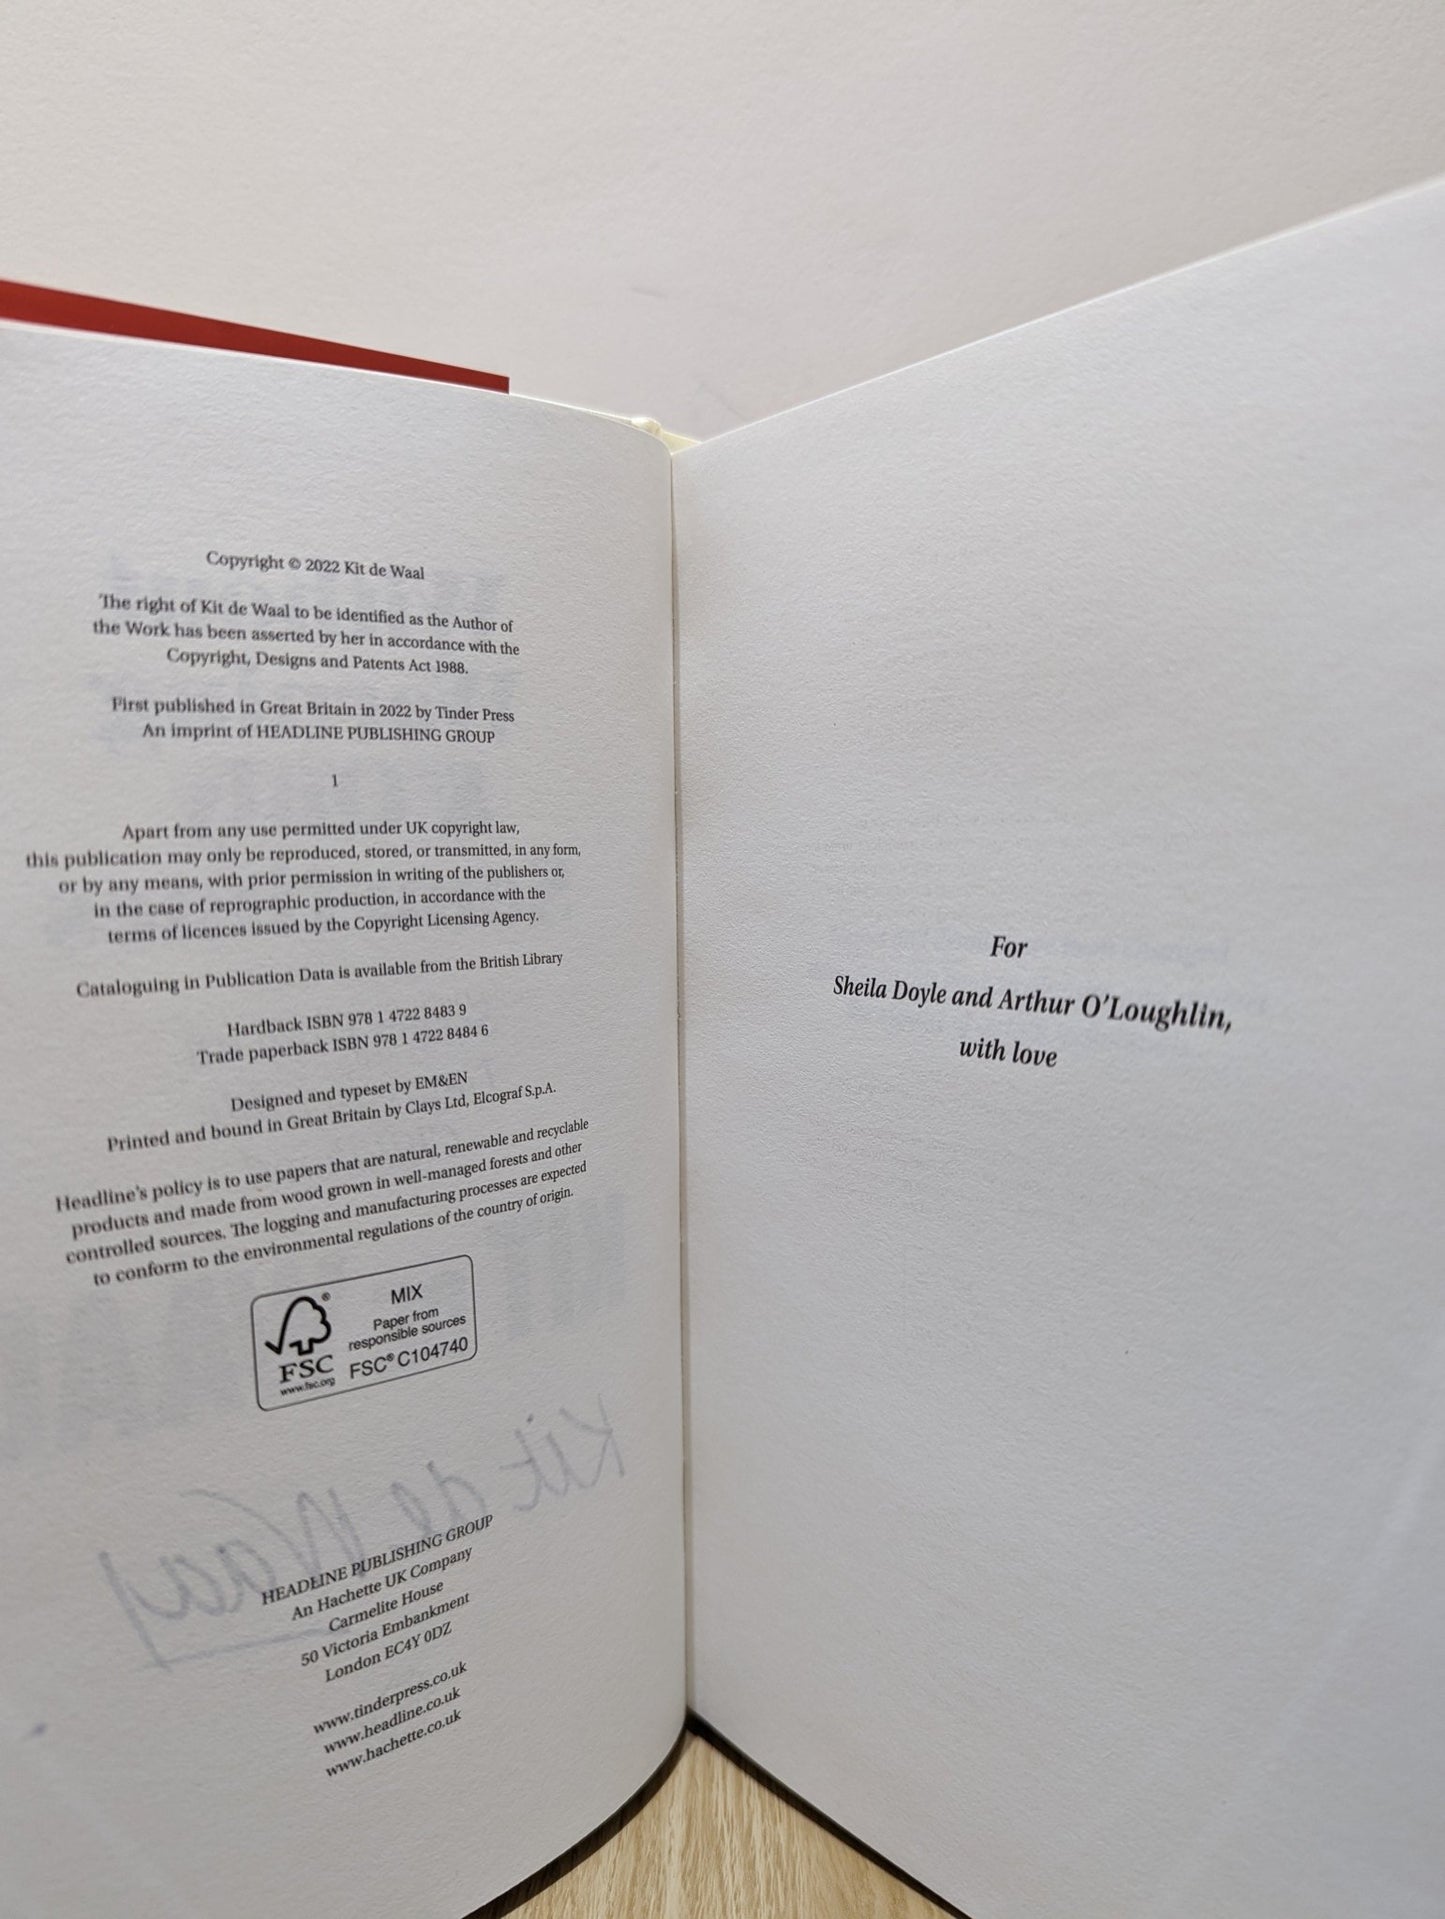 Copyright © 2022 Kit de Waal
The right of Kit de Waal to be identified as the Author of
the Work has been asserted by her in accordance with the
Copyright, Designs and Patents Act 1988.
First published in Great Britain in 2022 by Tinder Press
An imprint of HEADLINE PUBLISHING GROUP
1
Apart from any use permitted under UK copyright law,
this publication may only be reproduced, stored, or transmitted, in any form,
or by any means, with prior permission in writing of the publishers or,
in the case of reprographic production, in accordance with the
terms of licences issued by the Copyright Licensing Agency.
Cataloguing in Publication Data is available from the British Library
Hardback ISBN 978 1 4722 8483 9
Trade paperback ISBN 978 1 4722 8484 6
Designed and typeset by EM&EN
Printed and bound in Great Britain by Clays Ltd, Elcograf S.p.A.
Headline's policy is to use papers that are natural, renewable and recyclable
products and made from wood grown in well-managed forests and other
controlled sources. The logging and manufacturing processes are expected
to conform to the environmental regulations of the country of origin.
®
FSC
www.fsc.org
MIX
Paper from
responsible sources
FSC® C104740
Kit de Waal
HEADLINE PUBLISHING GROUP
An Hachette UK Company
Carmelite House
50 Victoria Embankment
London EC4Y 0DZ
www.tinderpress.co.uk
www.headline.co.uk
www.hachette.co.uk
For
Sheila Doyle and Arthur O'Loughlin,
with love